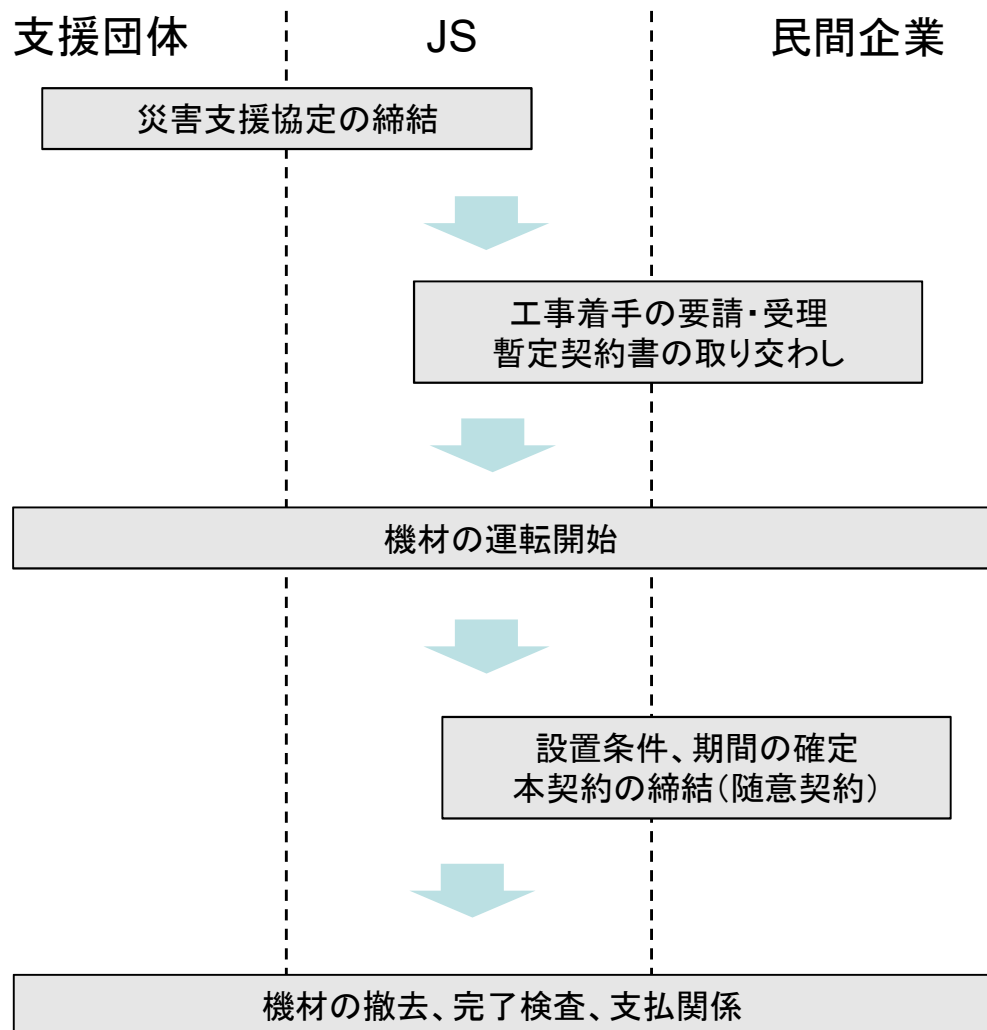 支援団体
JS
民間企業
災害支援協定の締結
工事着手の要請・受理
暫定契約書の取り交わし
機材の運転開始
設置条件、期間の確定
本契約の締結(随意契約)
機材の撤去、完了検査、支払関係